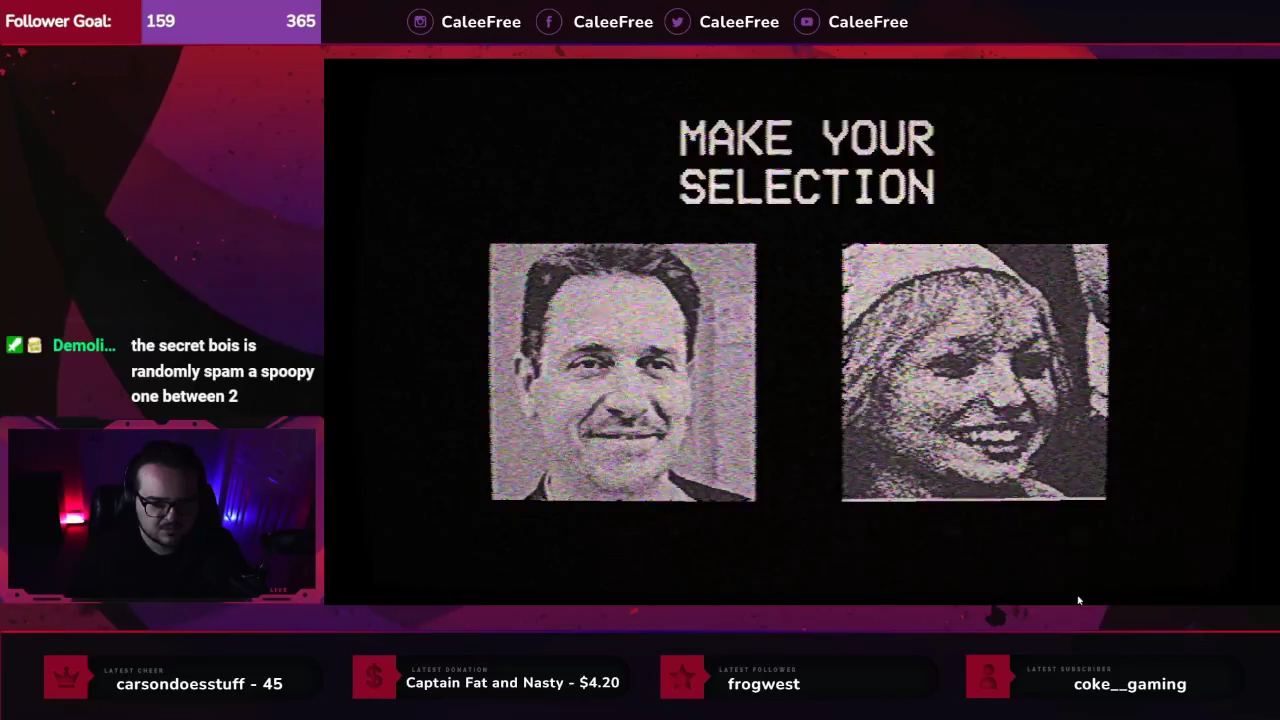 Follower Goal: 159 365
CaleeFree CaleeFree CaleeFree CaleeFree
MAKE YOUR
SELECTION
Demoli... the secret bois is
randomly spam a spoopy
one between 2
LIVE
LATEST CHEER
carsondoesstuff - 45
LATEST DONATION
Captain Fat and Nasty - $4.20
LATEST FOLLOWER
frogwest
LATEST SUBSCRIBER
coke__gaming